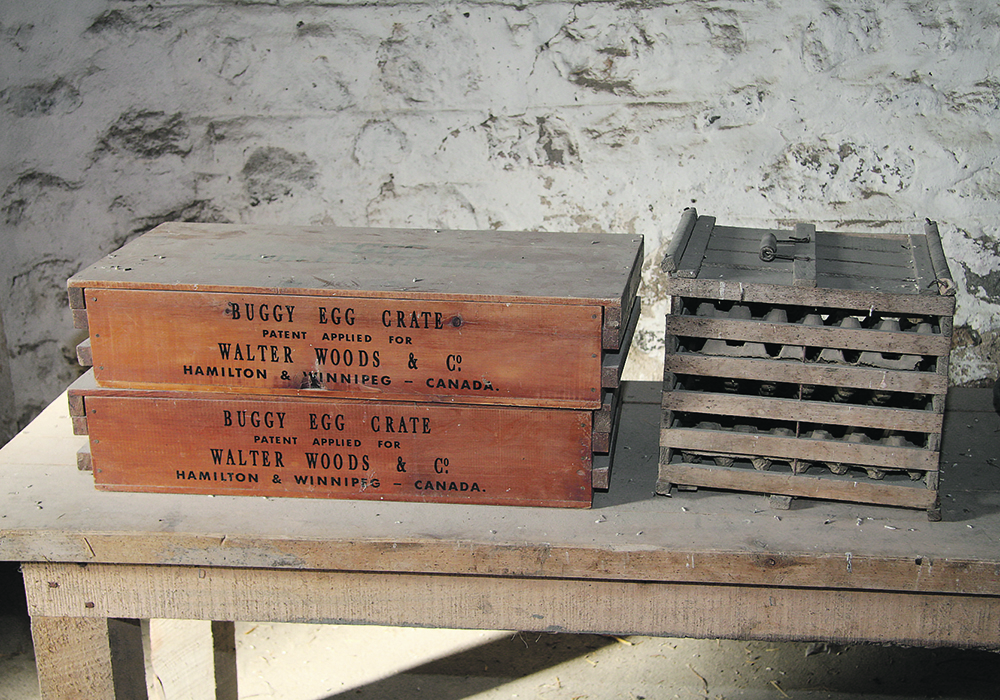 BUGGY EGG CRATE
PATENT APPLIED FOR
WALTER WOODS & Co.
HAMILTON & WINNIPEG – CANADA.
BUGGY EGG CRATE
PATENT APPLIED FOR
WALTER WOODS & Co.
HAMILTON & WINNIPEG – CANADA.